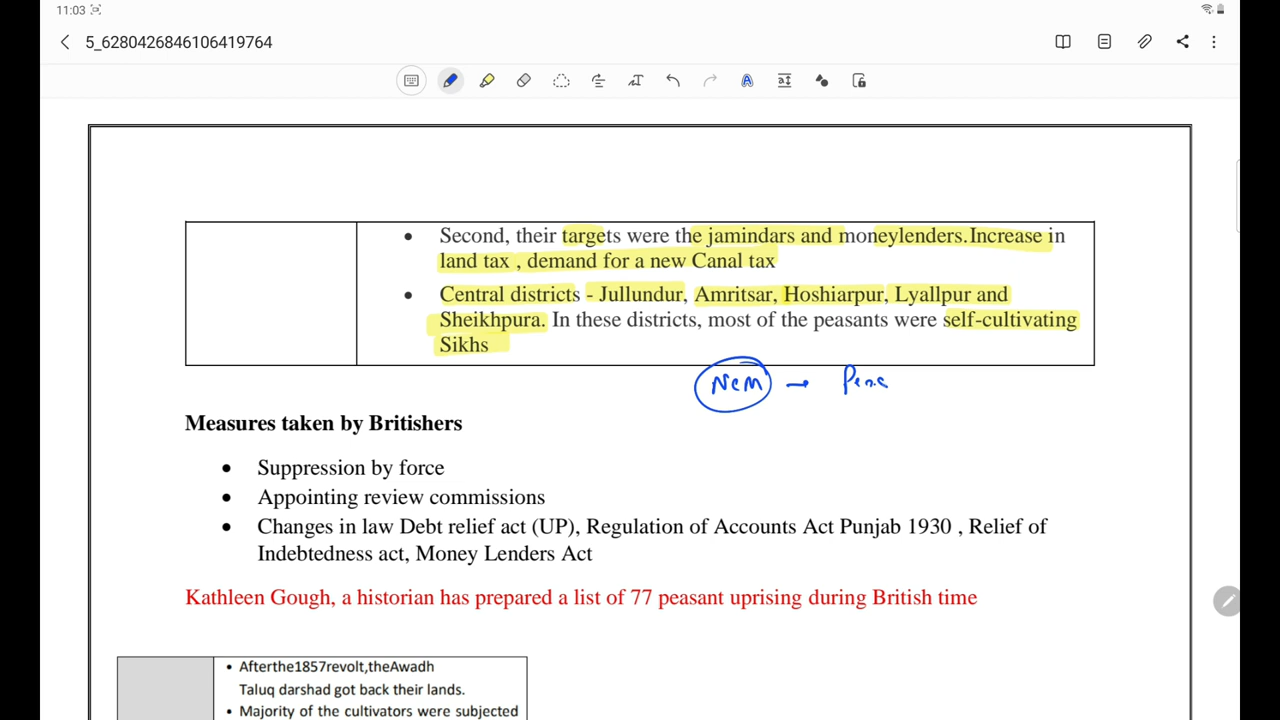 11:03
5_6280426846106419764
Second, their targets were the jamindars and moneylenders.Increase in
land tax , demand for a new Canal tax
Central districts - Jullundur, Amritsar, Hoshiarpur, Lyallpur and
Sheikhpura. In these districts, most of the peasants were self-cultivating
Sikhs
NCM →
Measures taken by Britishers
Suppression by force
Appointing review commissions
Changes in law Debt relief act (UP), Regulation of Accounts Act Punjab 1930 , Relief of
Indebtedness act, Money Lenders Act
Kathleen Gough, a historian has prepared a list of 77 peasant uprising during British time
Afterthe1857revolt,theAwadh
Taluq darshad got back their lands.
Majority of the cultivators were subjected